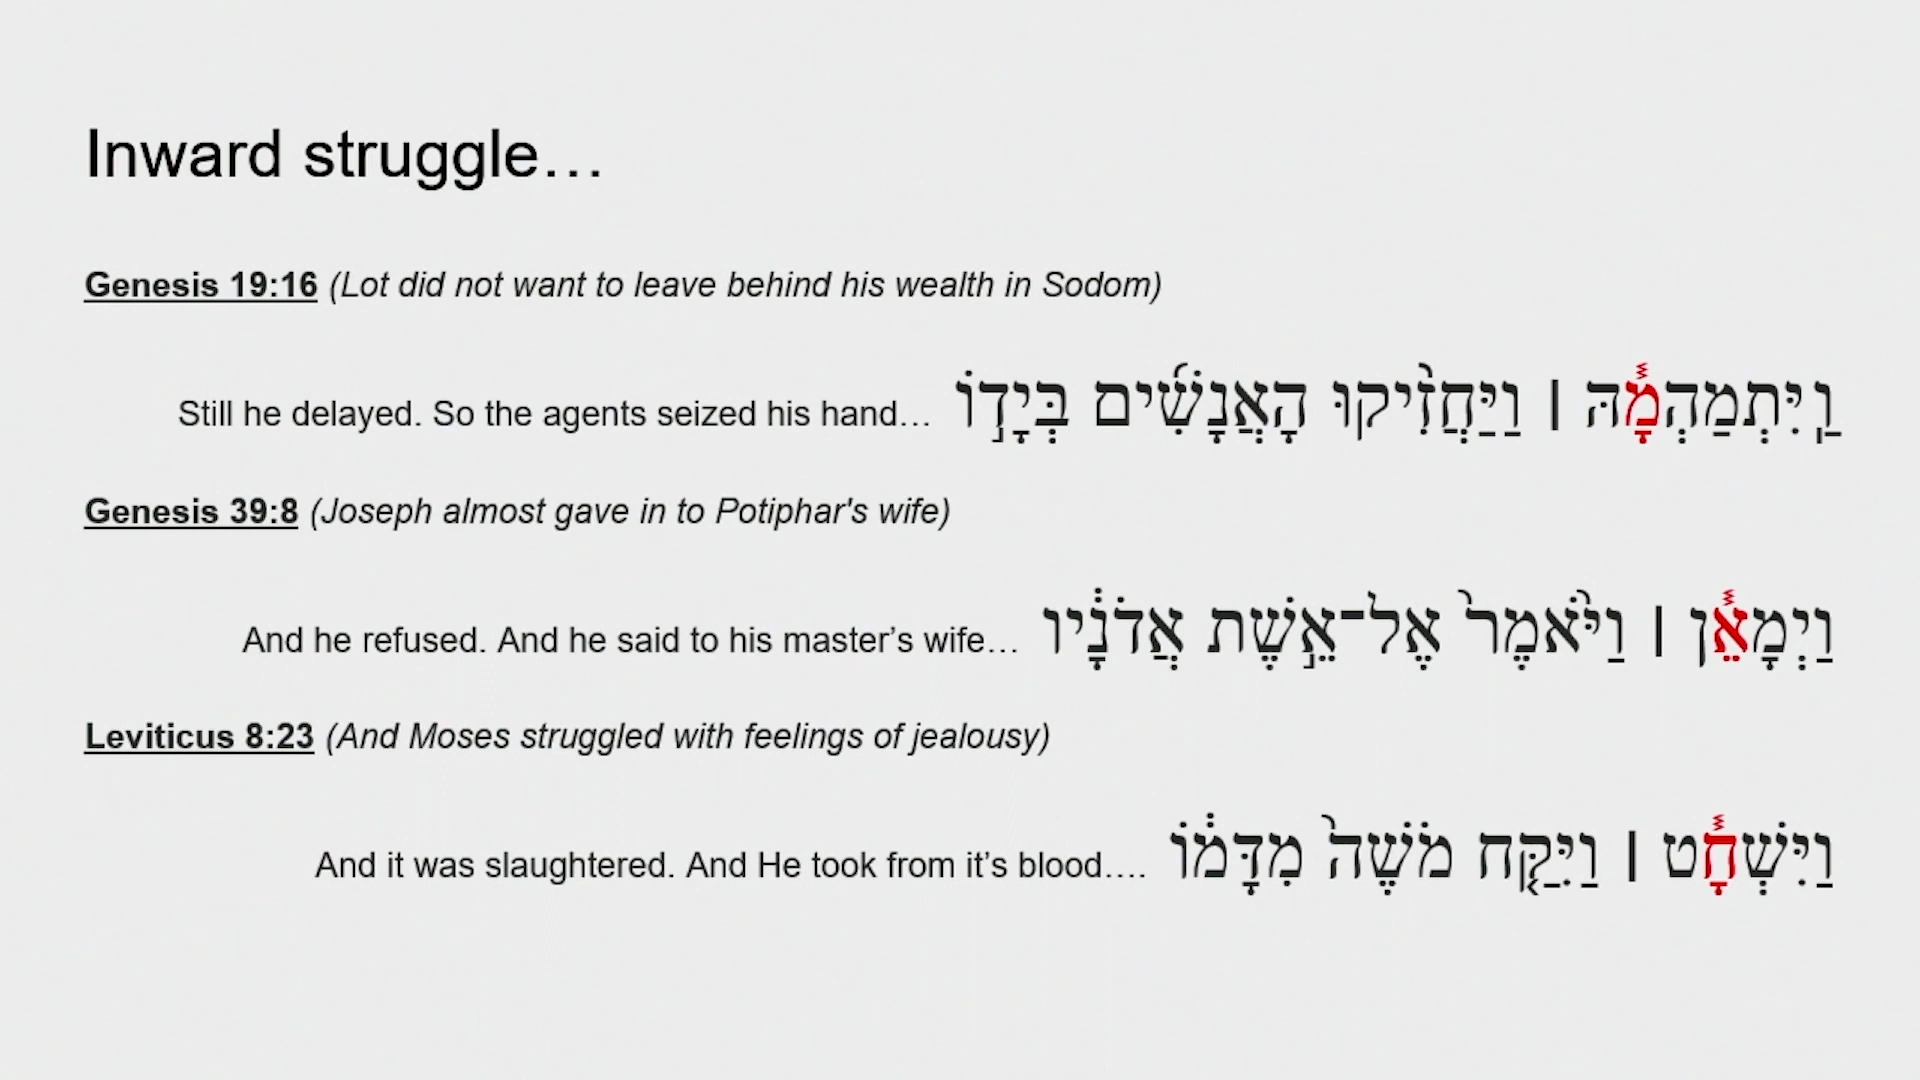 Inward struggle…
Genesis 19:16 (Lot did not want to leave behind his wealth in Sodom)
Still he delayed. So the agents seized his hand… וַֽיִּתְמַהְמָ֓הּ ׀ וַיַּחֲזִ֨יקוּ הָאֲנָשִׁ֜ים בְּיָד֣וֹ
Genesis 39:8 (Joseph almost gave in to Potiphar's wife)
And he refused. And he said to his master’s wife… וַיְמָאֵ֓ן ׀ וַיֹּ֨אמֶר֙ אֶל־אֵ֣שֶׁת אֲדֹנָ֔יו
Leviticus 8:23 (And Moses struggled with feelings of jealousy)
And it was slaughtered. And He took from it’s blood…. וַיִּשְׁחָ֓ט ׀ וַיִּקַּ֤ח מֹשֶׁה֙ מִדָּמ֔וֹ